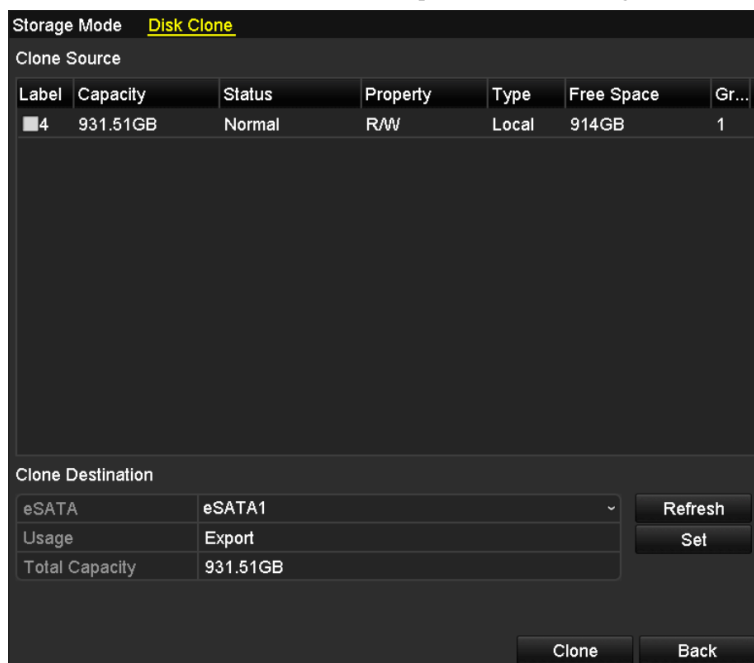 Storage Mode Disk Clone
Clone Source
Label Capacity Status Property Type Free Space Gr...
4 931.51GB Normal R/W Local 914GB 1
Clone Destination
eSATA eSATA1 Refresh
Usage Export Set
Total Capacity 931.51GB
Clone Back